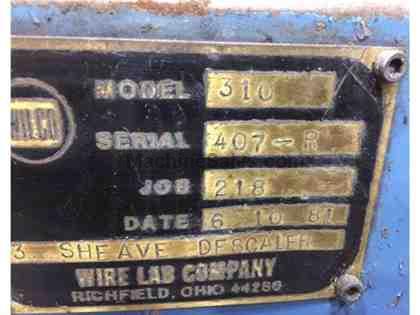 MODEL 310
SERIAL 407-R
JOB 218
DATE 6 10 81
3 SHEAVE DESCALER
WIRE LAB COMPANY
RICHFIELD, OHIO 44286